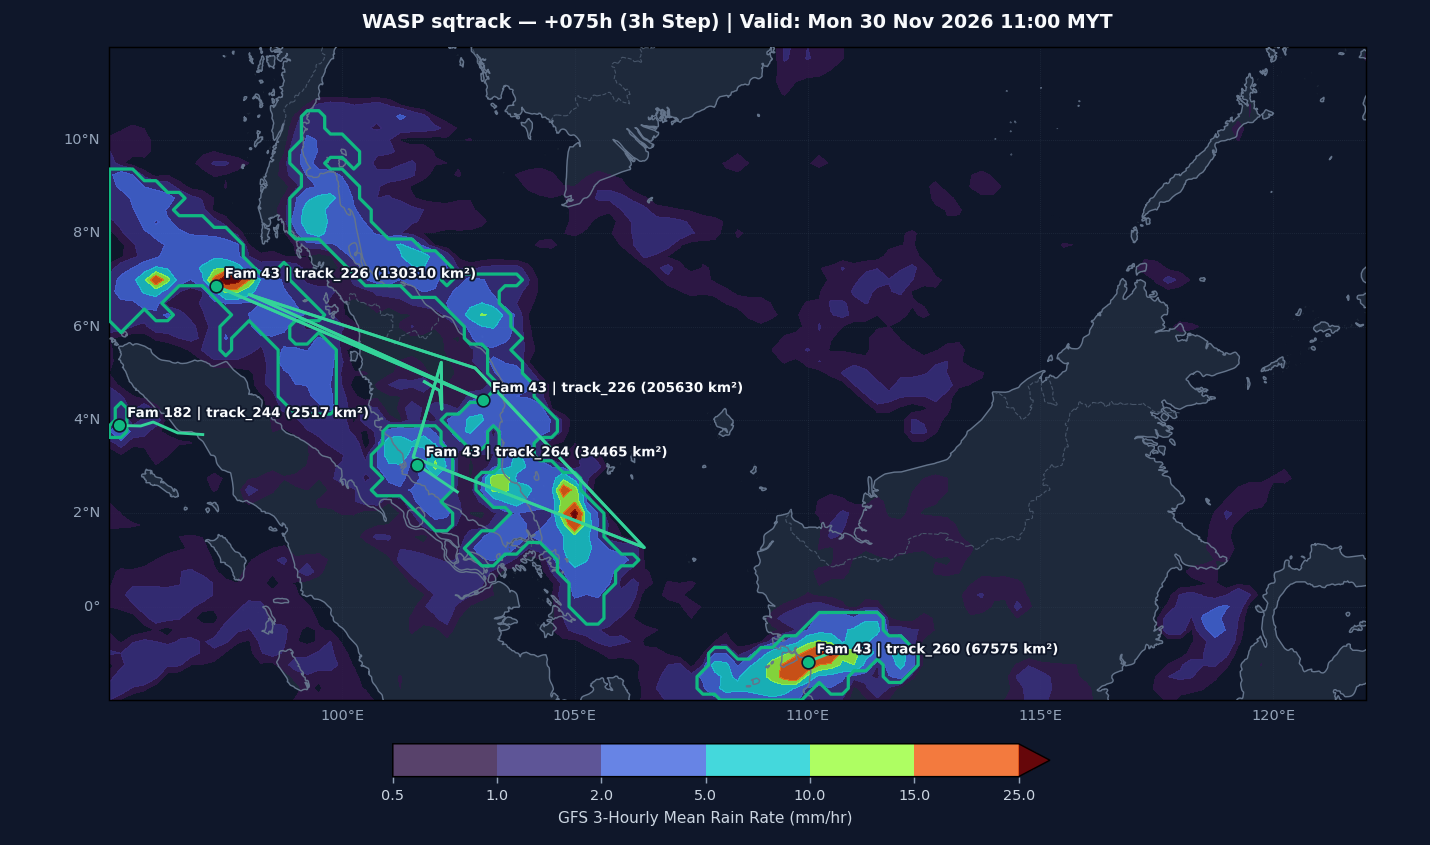 WASP sqtrack — +075h (3h Step) | Valid: Mon 30 Nov 2026 11:00 MYT
10°N
8°N
6°N
4°N
2°N
0°
Fam 43 | track_226 (130310 km²)
Fam 43 | track_226 (205630 km²)
Fam 182 | track_244 (2517 km²)
Fam 43 | track_264 (34465 km²)
Fam 43 | track_260 (67575 km²)
100°E
105°E
110°E
115°E
120°E
0.5
1.0
2.0
5.0
10.0
15.0
25.0
GFS 3-Hourly Mean Rain Rate (mm/hr)